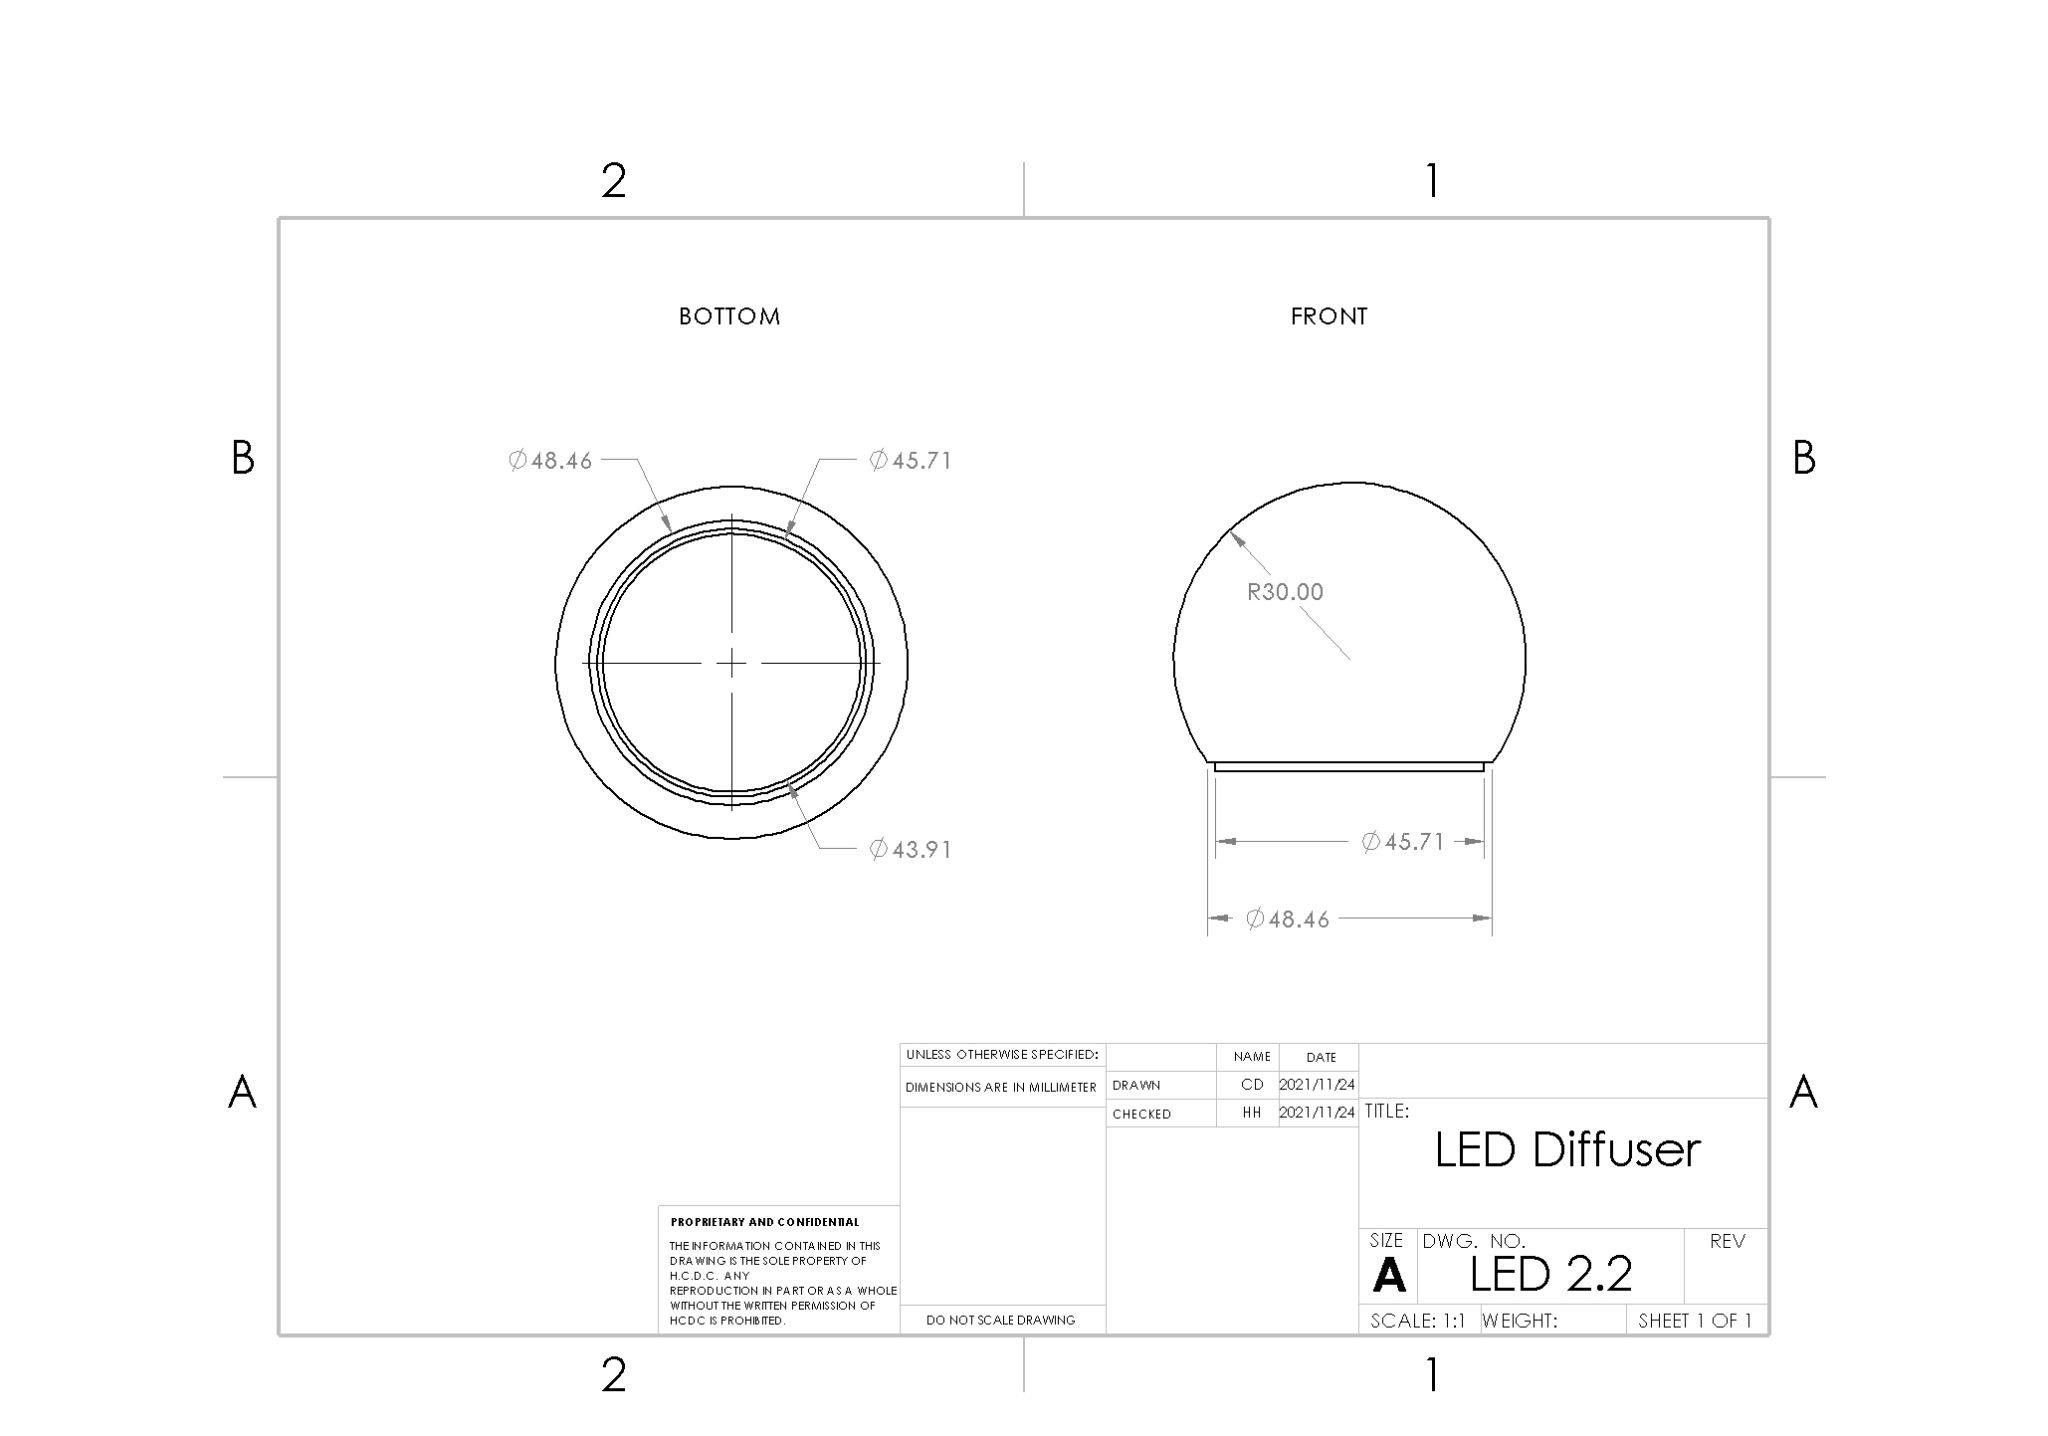 2 1
BOTTOM FRONT
B B
⌀48.46 ⌀45.71
R30.00
⌀45.71
⌀43.91
⌀48.46
A A
UNLESS OTHERWISE SPECIFIED:
DIMENSIONS ARE IN MILLIMETER
NAME DATE
DRAWN CD 2021/11/24
CHECKED HH 2021/11/24
TITLE:
LED Diffuser
PROPRIETARY AND CONFIDENTIAL
THE INFORMATION CONTAINED IN THIS
DRAWING IS THE SOLE PROPERTY OF
H.C.D.C. ANY
REPRODUCTION IN PART OR AS A WHOLE
WITHOUT THE WRITTEN PERMISSION OF
HCDC IS PROHIBITED.
DO NOT SCALE DRAWING
SIZE DWG. NO. REV
A LED 2.2
SCALE: 1:1 WEIGHT: SHEET 1 OF 1
2 1